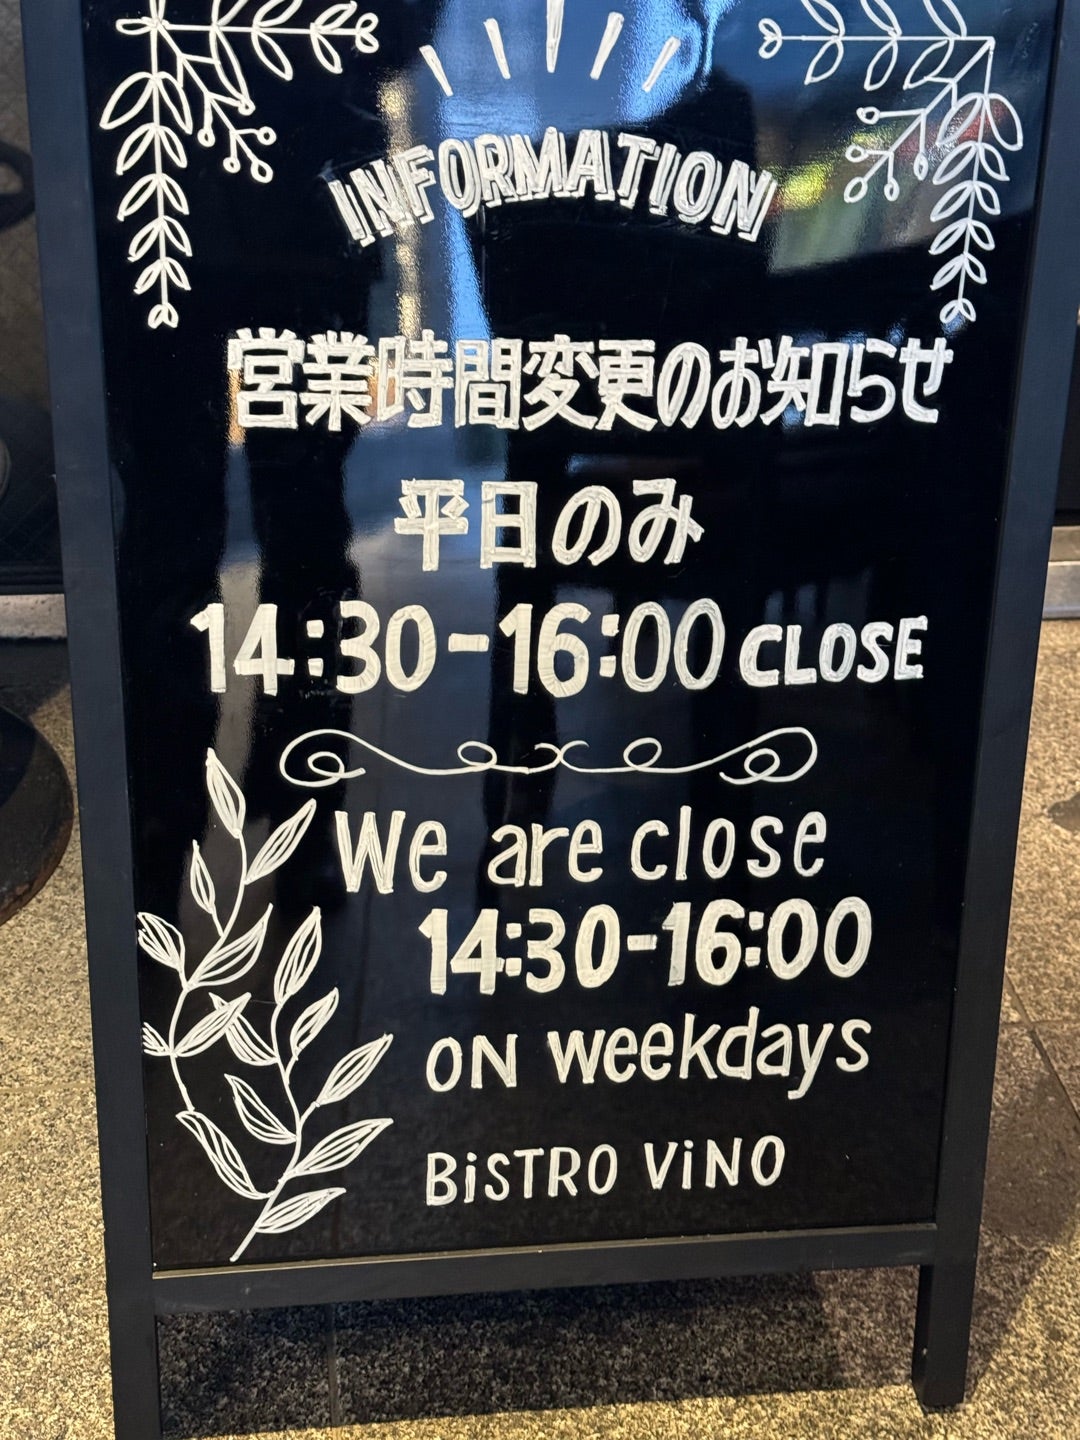 INFORMATION
営業時間変更のお知らせ
平日のみ
14:30-16:00 CLOSE
We are close
14:30-16:00
ON weekdays
BiSTRO ViNO